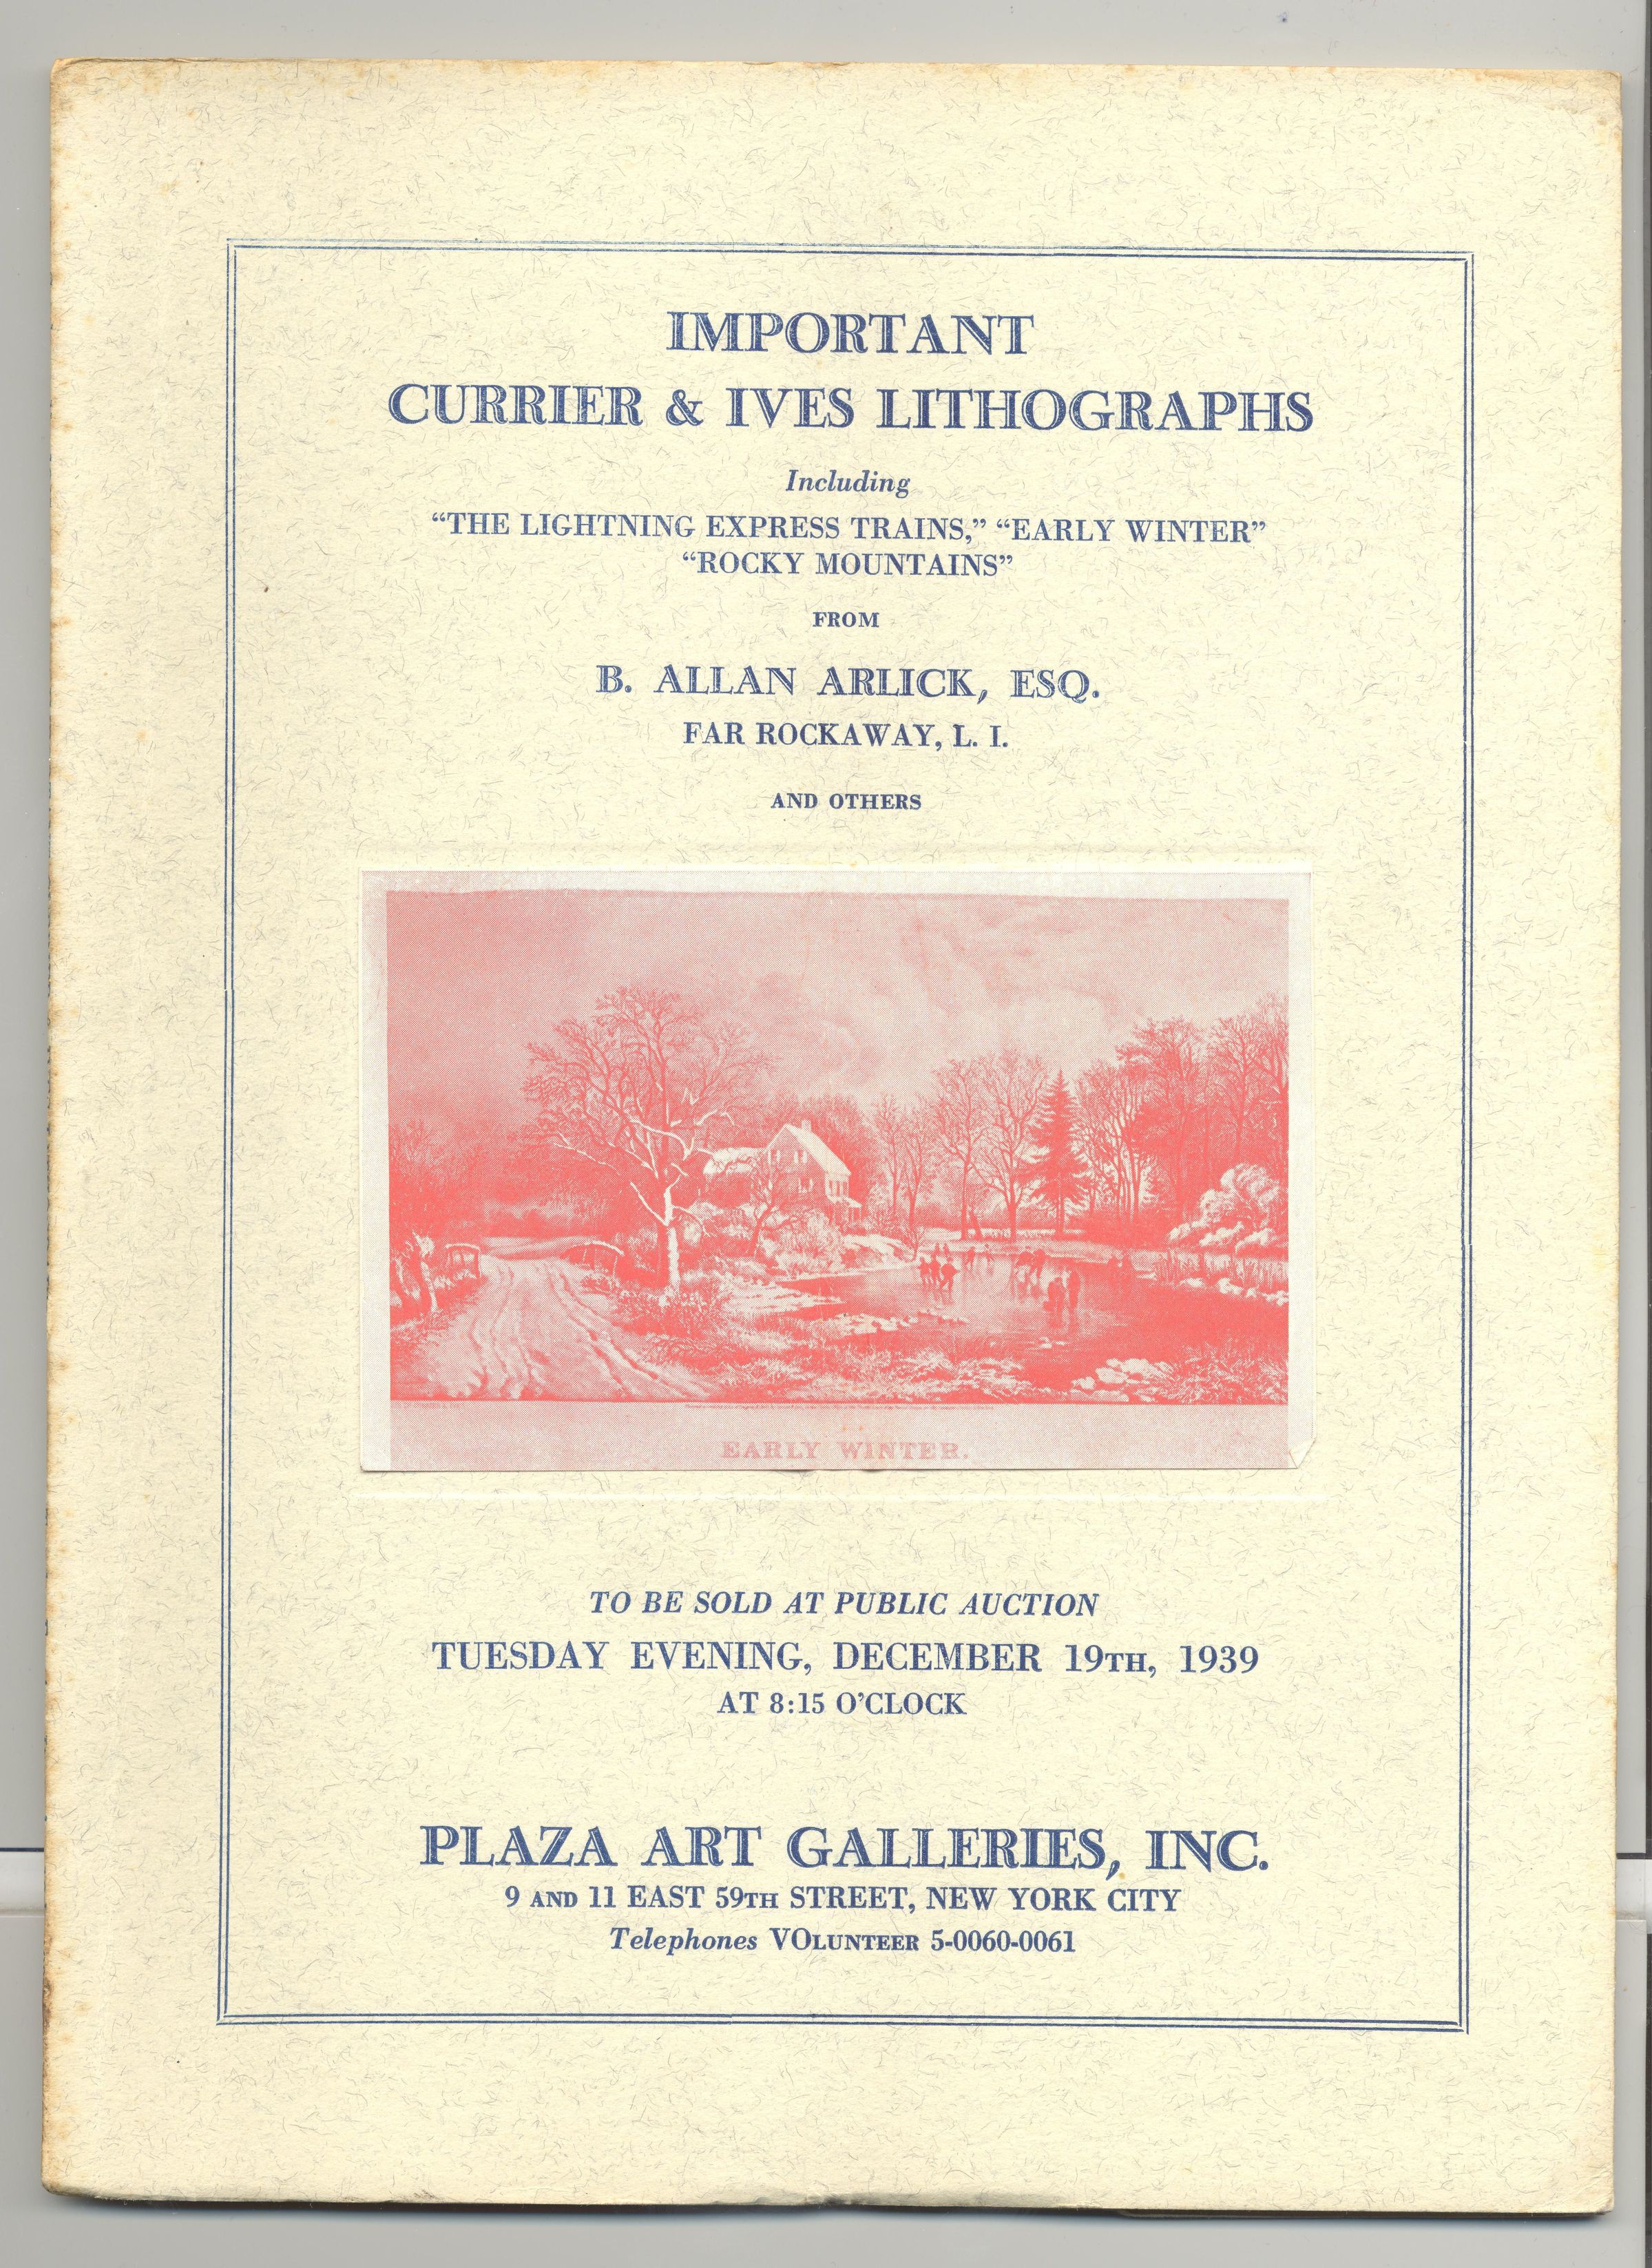 IMPORTANT
CURRIER & IVES LITHOGRAPHS
Including
“THE LIGHTNING EXPRESS TRAINS,” “EARLY WINTER”
“ROCKY MOUNTAINS”
FROM
B. ALLAN ARLICK, ESQ.
FAR ROCKAWAY, L. I.
AND OTHERS
EARLY WINTER.
TO BE SOLD AT PUBLIC AUCTION
TUESDAY EVENING, DECEMBER 19TH, 1939
AT 8:15 O’CLOCK
PLAZA ART GALLERIES, INC.
9 AND 11 EAST 59TH STREET, NEW YORK CITY
Telephones VOLUNTEER 5-0060-0061